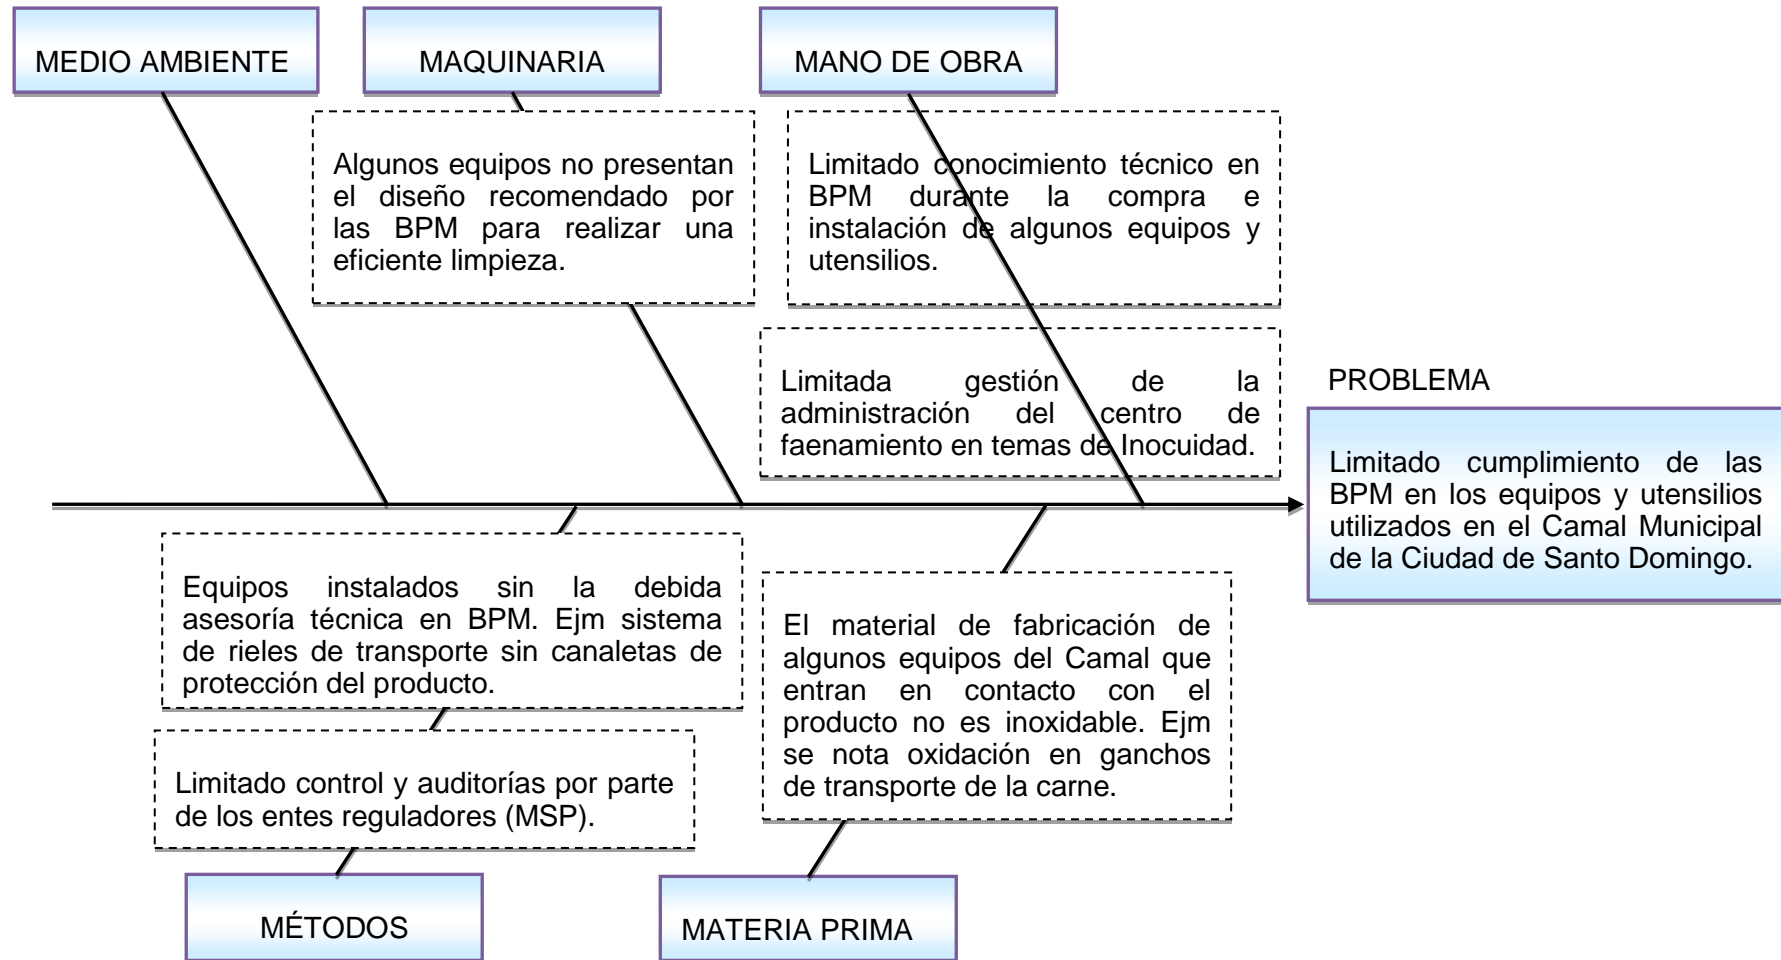 MEDIO AMBIENTE
MAQUINARIA
MANO DE OBRA
Algunos equipos no presentan
el diseño recomendado por
las BPM para realizar una
eficiente limpieza.
Limitado conocimiento técnico en
BPM durante la compra e
instalación de algunos equipos y
utensilios.
Limitada gestión de la
administración del centro de
faenamiento en temas de Inocuidad.
PROBLEMA
Limitado cumplimiento de las
BPM en los equipos y utensilios
utilizados en el Camal Municipal
de la Ciudad de Santo Domingo.
Equipos instalados sin la debida
asesoría técnica en BPM. Ejm sistema
de rieles de transporte sin canaletas de
protección del producto.
Limitado control y auditorías por parte
de los entes reguladores (MSP).
El material de fabricación de
algunos equipos del Camal que
entran en contacto con el
producto no es inoxidable. Ejm
se nota oxidación en ganchos
de transporte de la carne.
MÉTODOS
MATERIA PRIMA